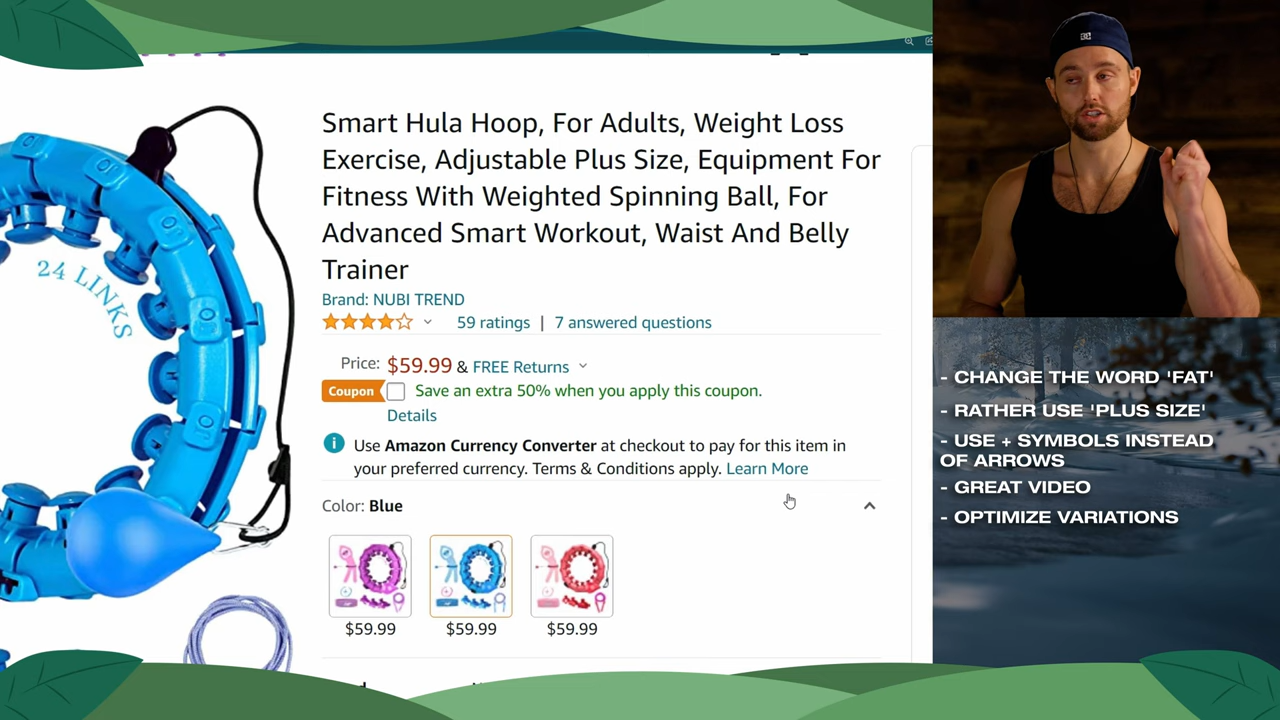 24 LINKS
Smart Hula Hoop, For Adults, Weight Loss
Exercise, Adjustable Plus Size, Equipment For
Fitness With Weighted Spinning Ball, For
Advanced Smart Workout, Waist And Belly
Trainer
Brand: NUBI TREND
59 ratings | 7 answered questions
Price: $59.99 & FREE Returns
Coupon Save an extra 50% when you apply this coupon.
Details
Use Amazon Currency Converter at checkout to pay for this item in
your preferred currency. Terms & Conditions apply. Learn More
Color: Blue
$59.99 $59.99 $59.99
- CHANGE THE WORD 'FAT'
- RATHER USE 'PLUS SIZE'
- USE + SYMBOLS INSTEAD
OF ARROWS
- GREAT VIDEO
- OPTIMIZE VARIATIONS